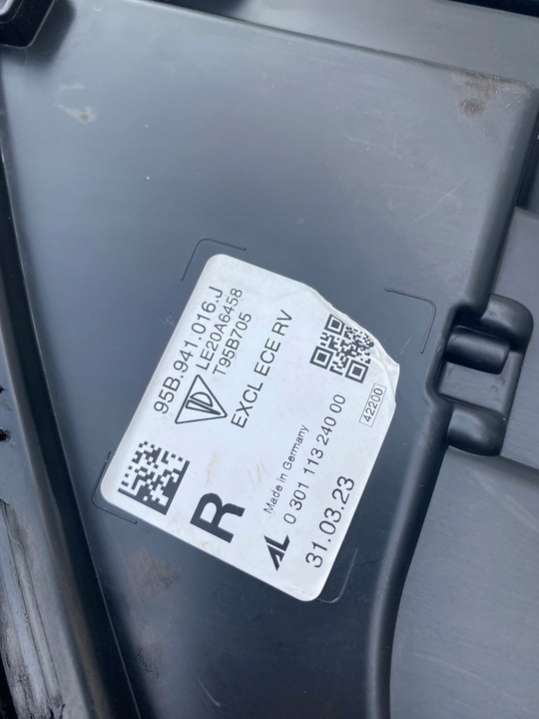 95B.941.016.J
LE20A6458
T95B705
EXCL ECE RV
R
Made in Germany
AL 0 301 113 240 00
42200
31.03.23